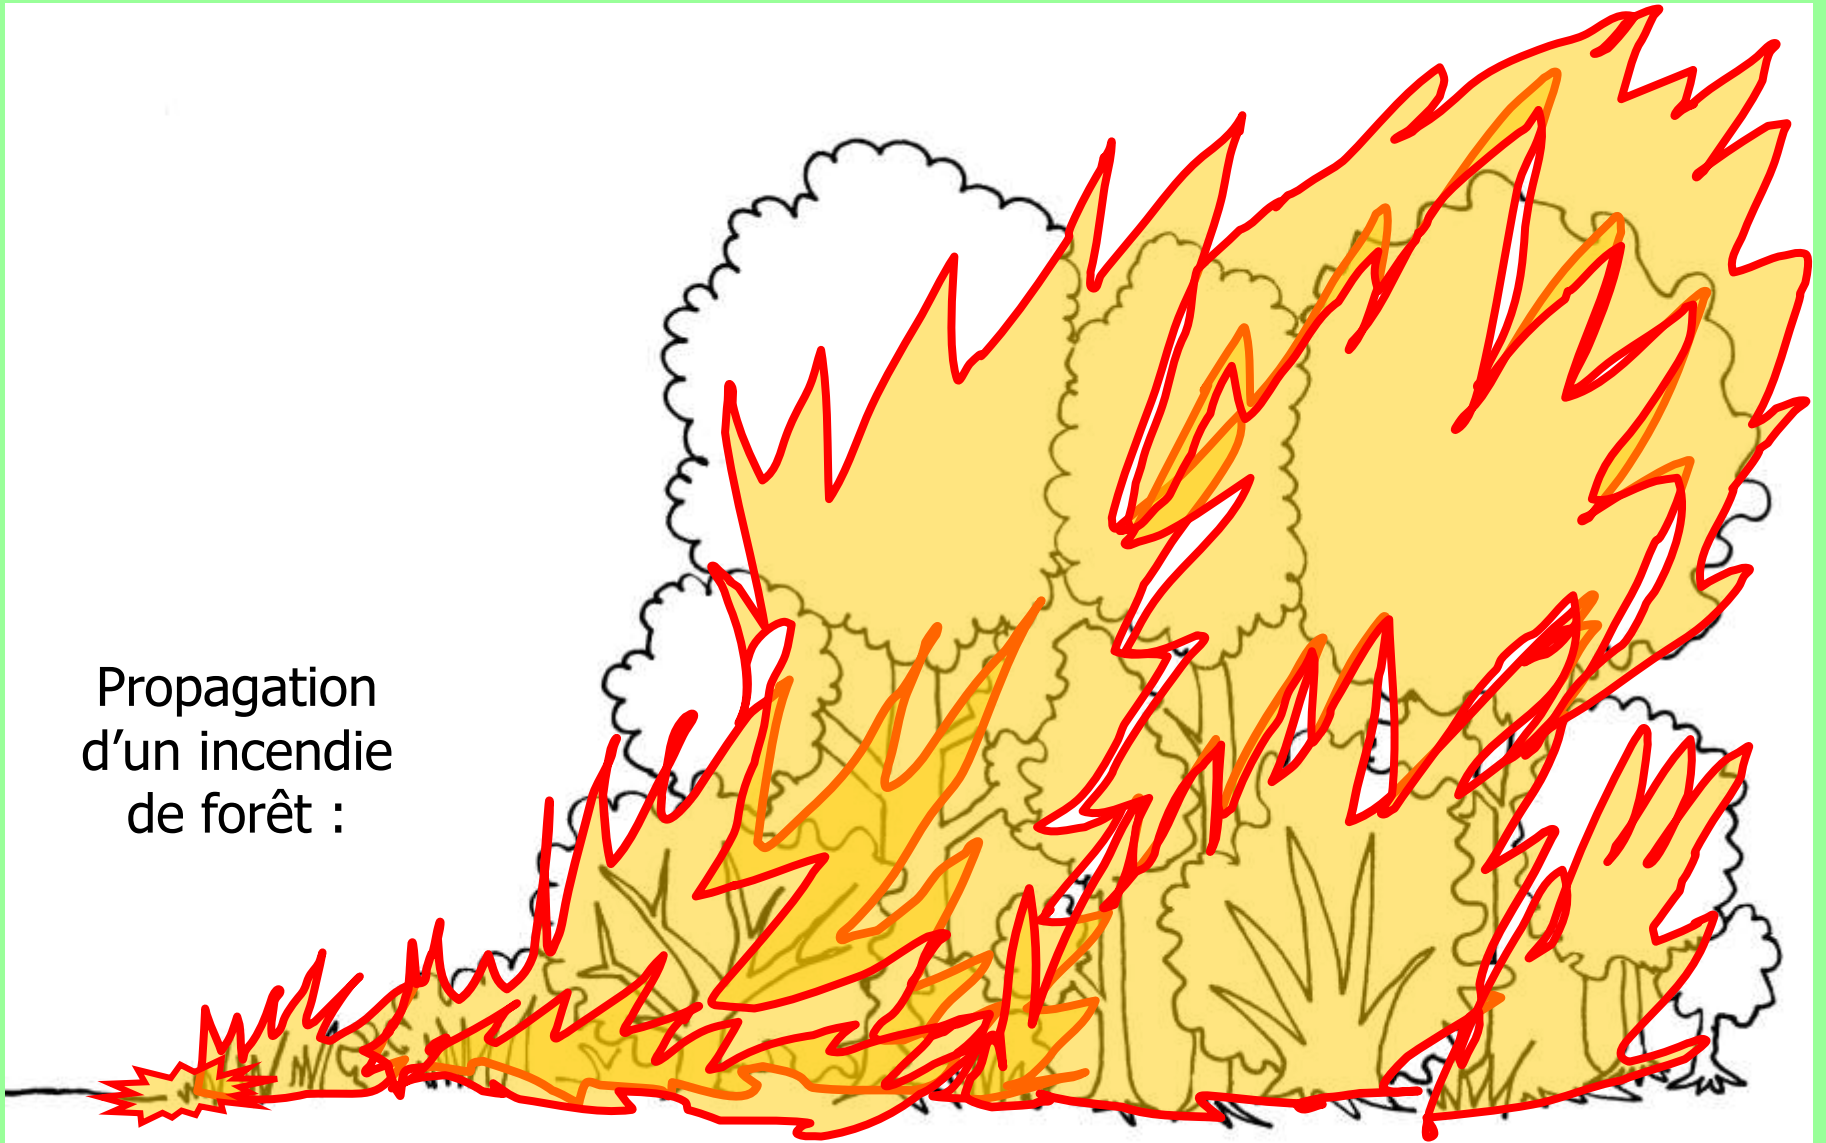 Propagation
d’un incendie
de forêt :